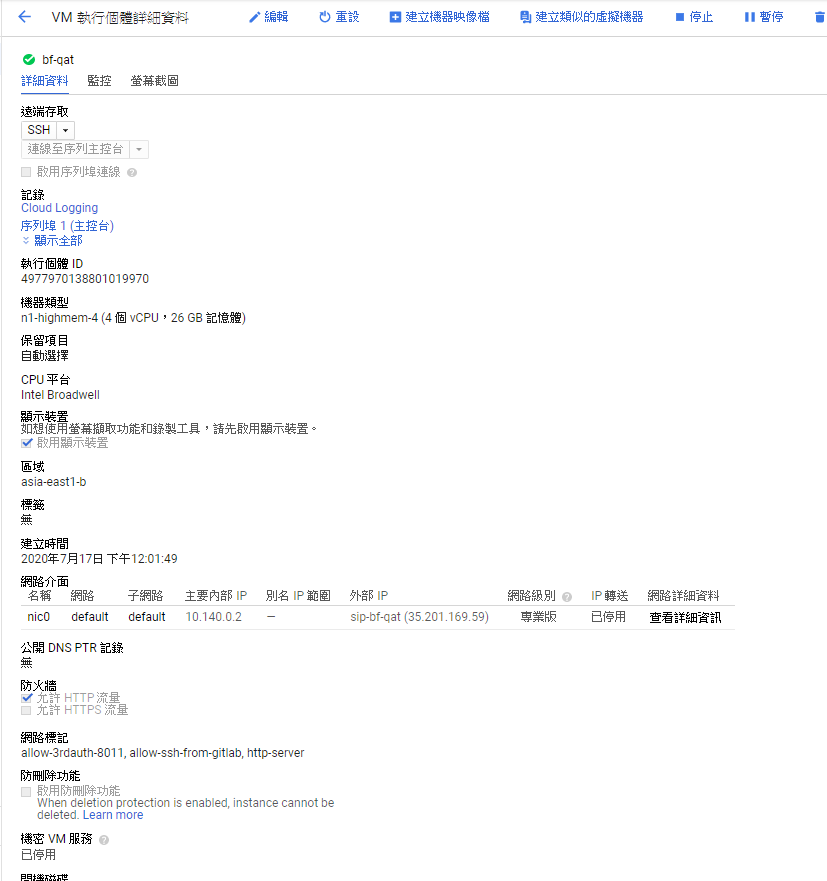 VM 執行個體詳細資料
編輯
重設
建立機器映像檔
建立類似的虛擬機器
停止
暫停
bf-qat
詳細資料 監控 螢幕截圖
遠端存取
SSH
連線至序列主控台
啟用序列埠連線
記錄
Cloud Logging
序列埠 1 (主控台)
顯示全部
執行個體 ID
4977970138801019970
機器類型
n1-highmem-4 (4 個 vCPU，26 GB 記憶體)
保留項目
自動選擇
CPU 平台
Intel Broadwell
顯示裝置
如想使用螢幕擷取功能和錄製工具，請先啟用顯示裝置。
啟用顯示裝置
區域
asia-east1-b
標籤
無
建立時間
2020年7月17日 下午12:01:49
網路介面
名稱 網路 子網路 主要內部 IP 別名 IP 範圍 外部 IP 網路級別 IP 轉送 網路詳細資料
nic0 default default 10.140.0.2 — sip-bf-qat (35.201.169.59) 專業版 已停用 查看詳細資訊
公開 DNS PTR 記錄
無
防火牆
允許 HTTP 流量
允許 HTTPS 流量
網路標記
allow-3rdauth-8011, allow-ssh-from-gitlab, http-server
防刪除功能
啟用防刪除功能
When deletion protection is enabled, instance cannot be
deleted. Learn more
機密 VM 服務
已停用
開機磁碟